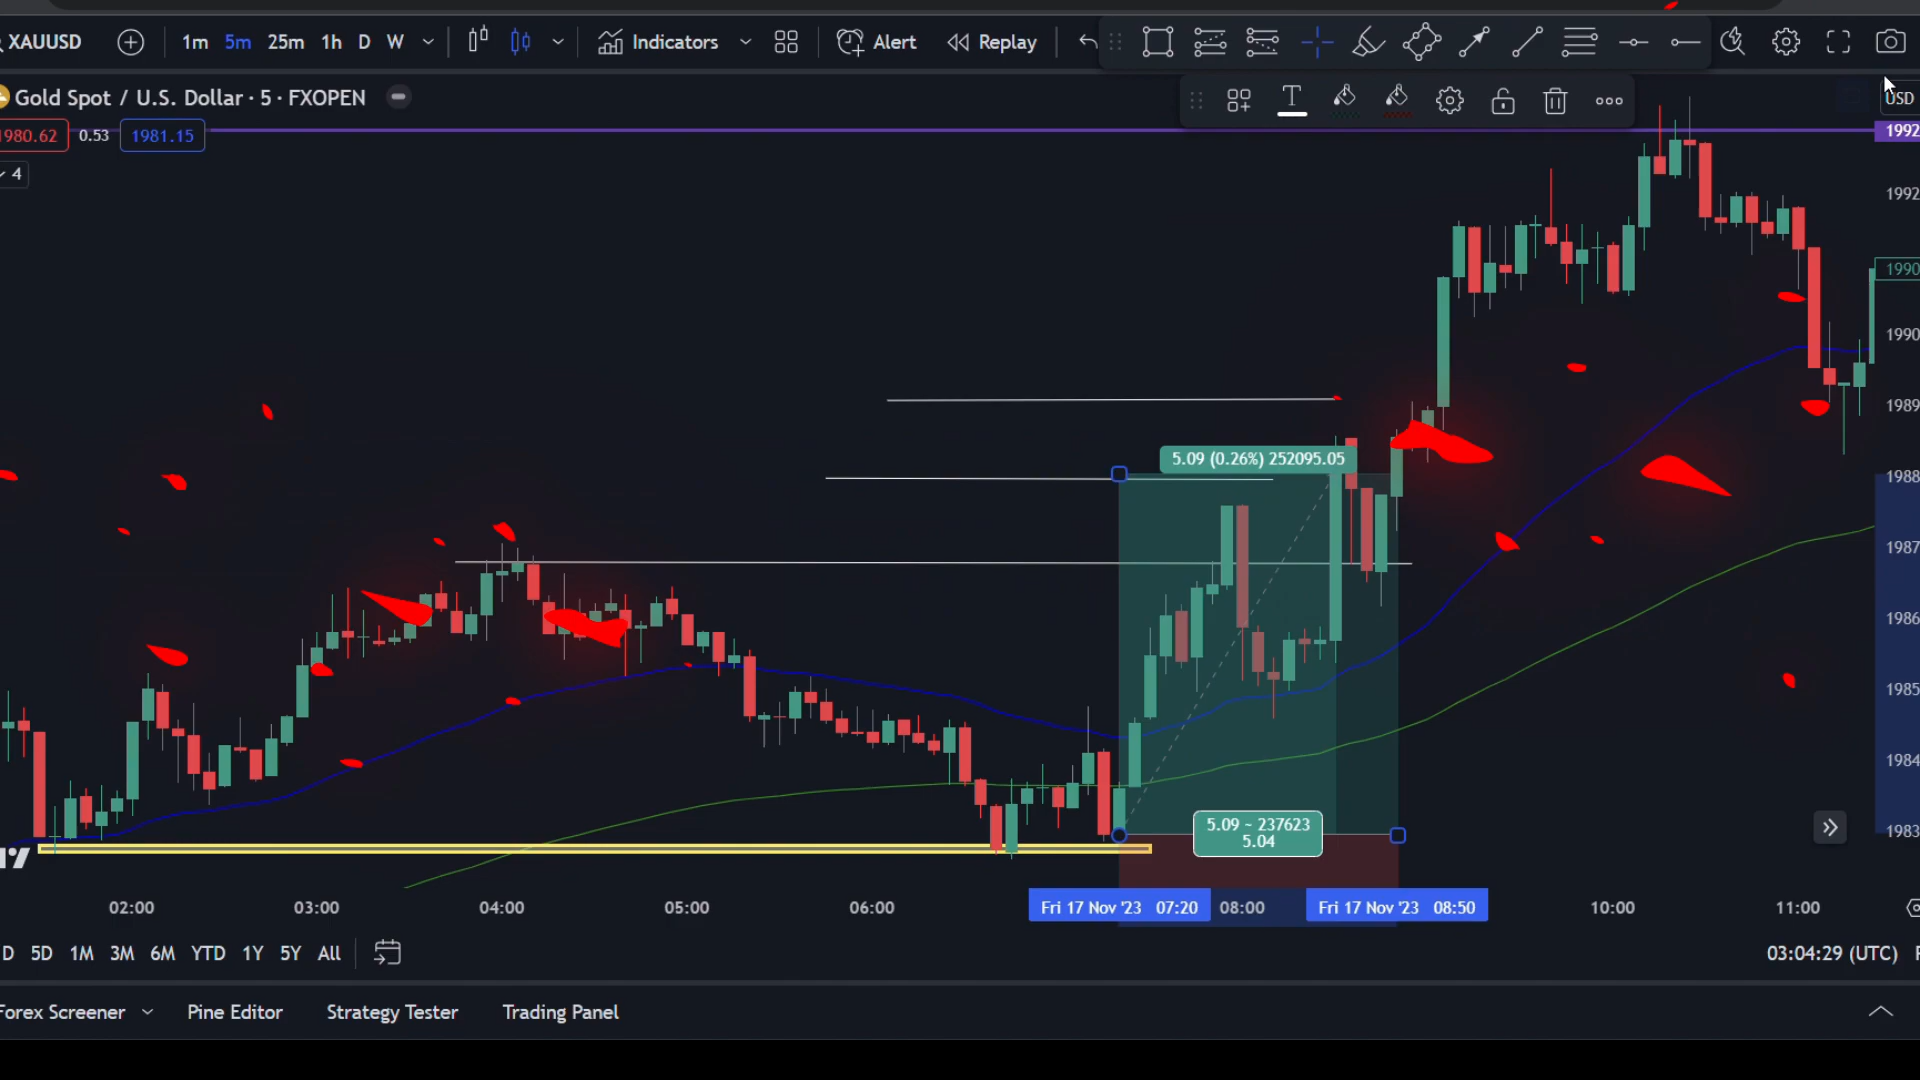 XAUUSD 1m 5m 25m 1h D W Indicators Alert Replay
Gold Spot / U.S. Dollar · 5 · FXOPEN
USD
1980.62 0.53 1981.15
1992
4
1992
1990
1990
1989
5.09 (0.26%) 252095.05
1988
1987
1986
1985
1984
5.09 ~ 237623
5.04
1983
02:00 03:00 04:00 05:00 06:00 Fri 17 Nov '23 07:20 08:00 Fri 17 Nov '23 08:50 10:00 11:00
D 5D 1M 3M 6M YTD 1Y 5Y All 03:04:29 (UTC)
Forex Screener Pine Editor Strategy Tester Trading Panel